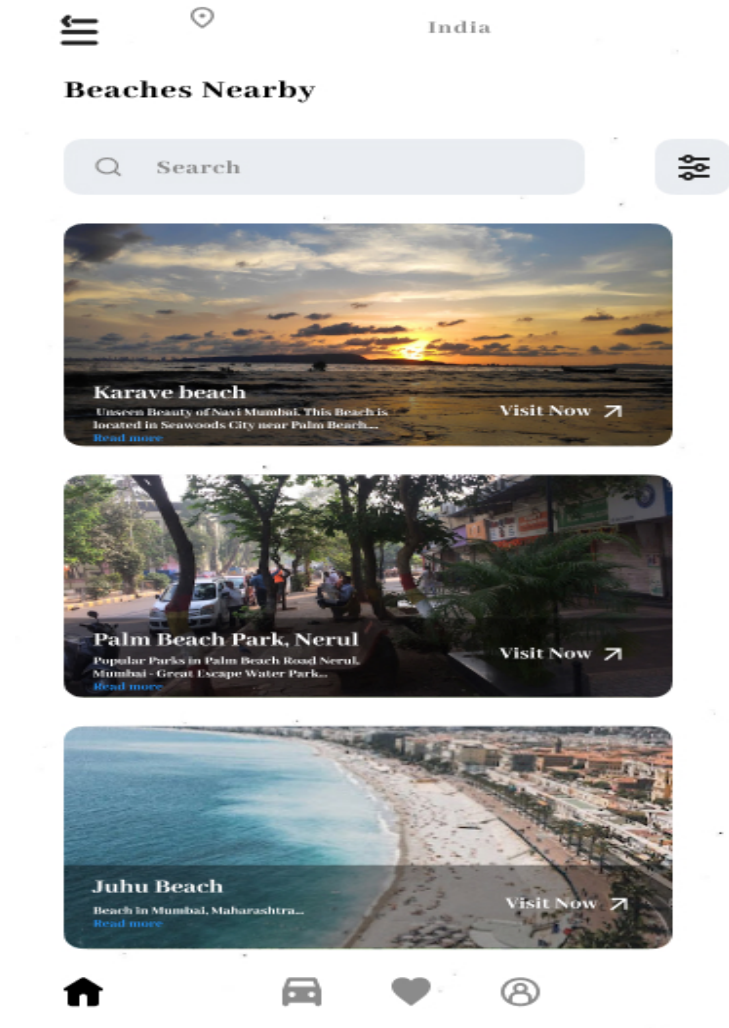 India
Beaches Nearby
Search
Karave beach
Unseen Beauty of Navi Mumbai. This Beach is
located in Seawoods City near Palm Beach...
Read more
Visit Now
Palm Beach Park, Nerul
Popular Parks in Palm Beach Road Nerul,
Mumbai - Great Escape Water Park...
Read more
Visit Now
Juhu Beach
Beach in Mumbai, Maharashtra...
Read more
Visit Now